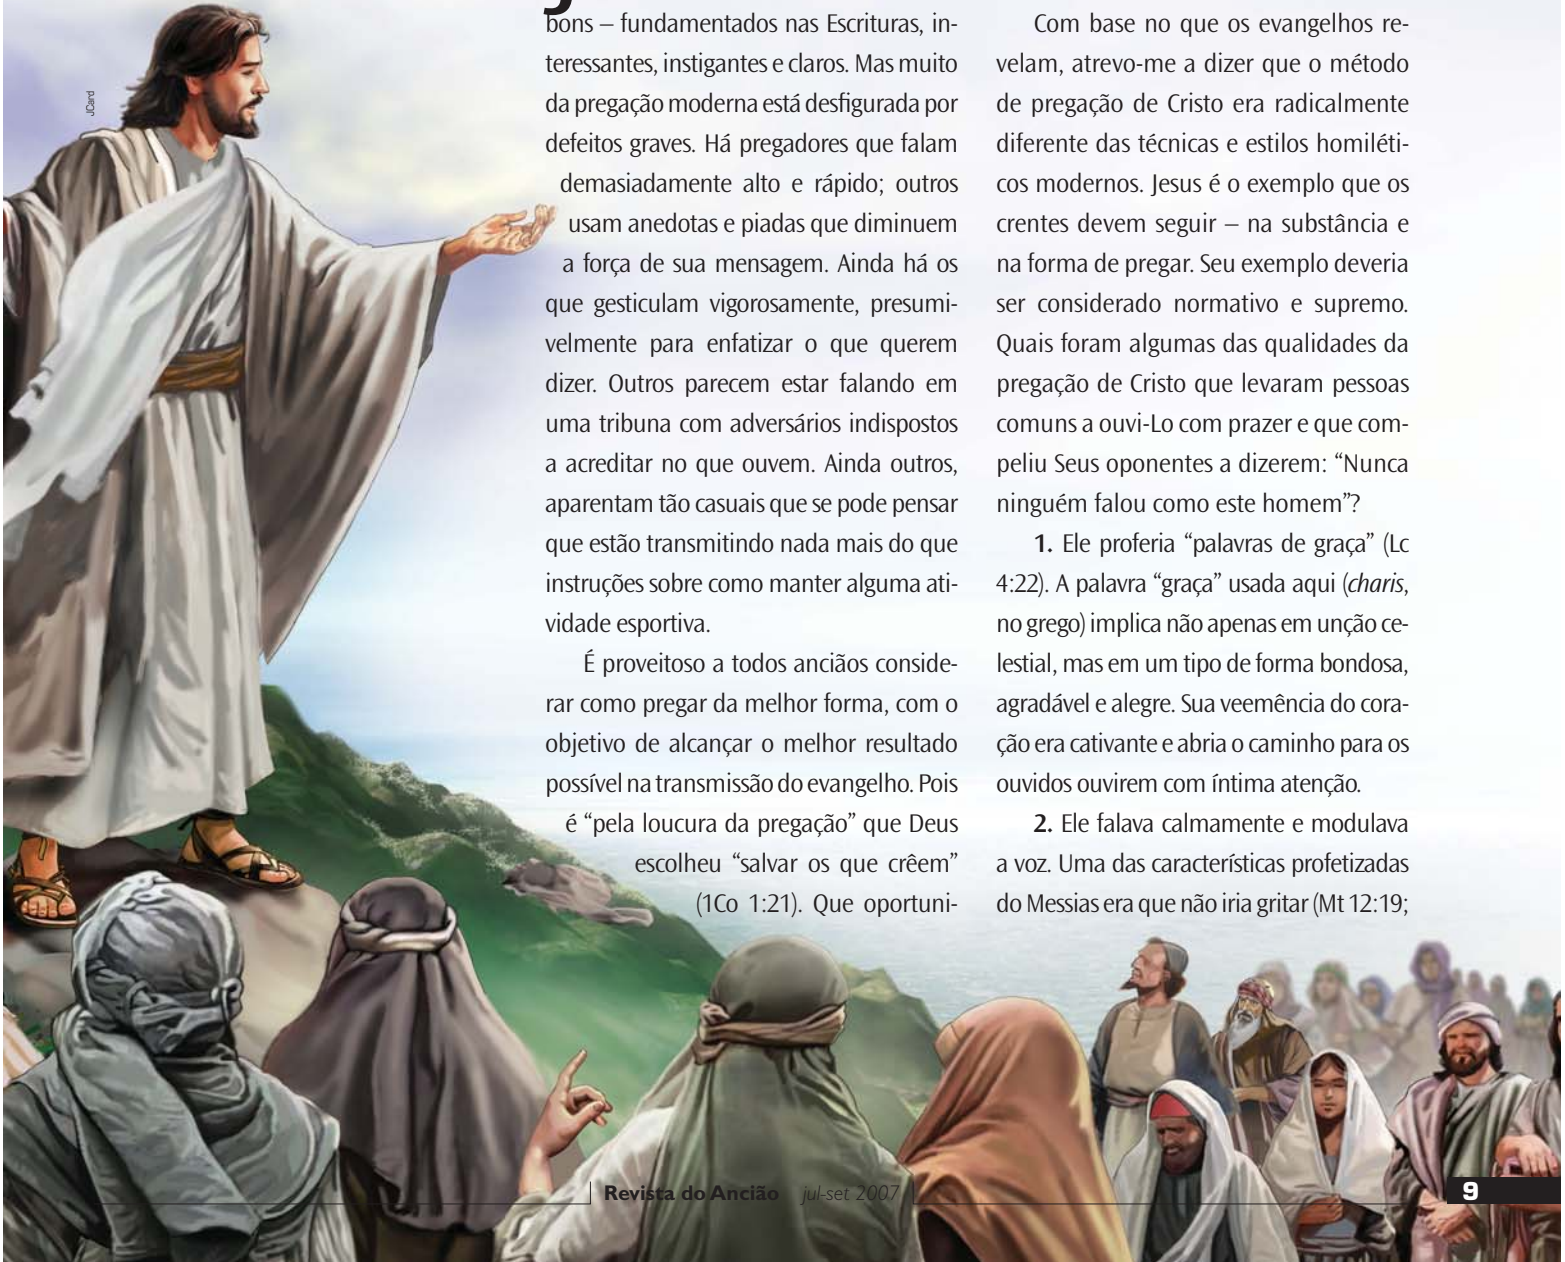 JCard
bons – fundamentados nas Escrituras, in-
teressantes, instigantes e claros. Mas muito
da pregação moderna está desfigurada por
defeitos graves. Há pregadores que falam
demasiadamente alto e rápido; outros
usam anedotas e piadas que diminuem
a força de sua mensagem. Ainda há os
que gesticulam vigorosamente, presumi-
velmente para enfatizar o que querem
dizer. Outros parecem estar falando em
uma tribuna com adversários indispostos
a acreditar no que ouvem. Ainda outros,
aparentam tão casuais que se pode pensar
que estão transmitindo nada mais do que
instruções sobre como manter alguma ati-
vidade esportiva.
É proveitoso a todos anciãos conside-
rar como pregar da melhor forma, com o
objetivo de alcançar o melhor resultado
possível na transmissão do evangelho. Pois
é “pela loucura da pregação” que Deus
escolheu “salvar os que crêem”
(1Co 1:21). Que oportuni-
Com base no que os evangelhos re-
velam, atrevo-me a dizer que o método
de pregação de Cristo era radicalmente
diferente das técnicas e estilos homiléti-
cos modernos. Jesus é o exemplo que os
crentes devem seguir – na substância e
na forma de pregar. Seu exemplo deveria
ser considerado normativo e supremo.
Quais foram algumas das qualidades da
pregação de Cristo que levaram pessoas
comuns a ouvi-Lo com prazer e que com-
peliu Seus oponentes a dizerem: “Nunca
ninguém falou como este homem”?
1. Ele proferia “palavras de graça” (Lc
4:22). A palavra “graça” usada aqui (charis,
no grego) implica não apenas em unção ce-
lestial, mas em um tipo de forma bondosa,
agradável e alegre. Sua veemência do cora-
ção era cativante e abria o caminho para os
ouvidos ouvirem com íntima atenção.
2. Ele falava calmamente e modulava
a voz. Uma das características profetizadas
do Messias era que não iria gritar (Mt 12:19;
Revista do Ancião jul-set 2007
9